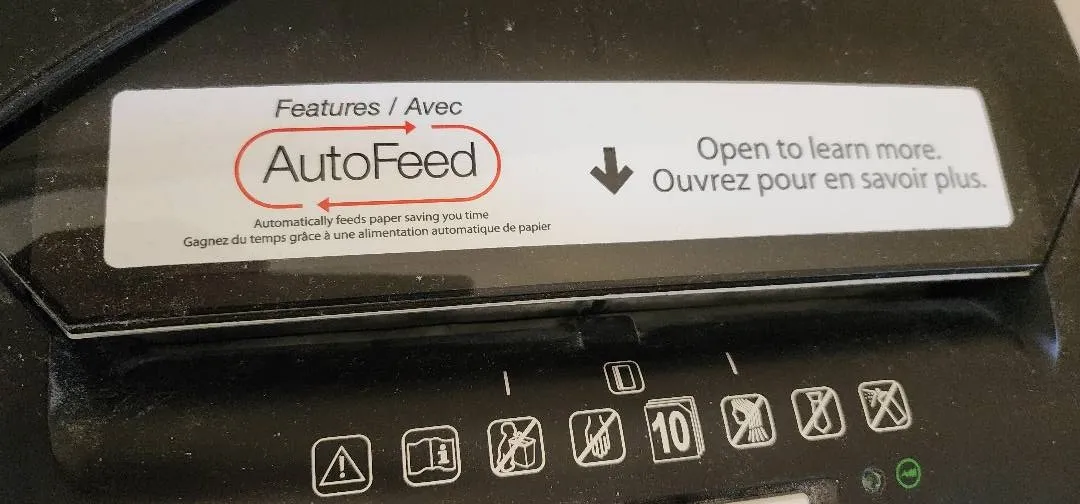 Features / Avec
AutoFeed
Automatically feeds paper saving you time
Gagnez du temps grâce à une alimentation automatique de papier
Open to learn more.
Ouvrez pour en savoir plus.
10